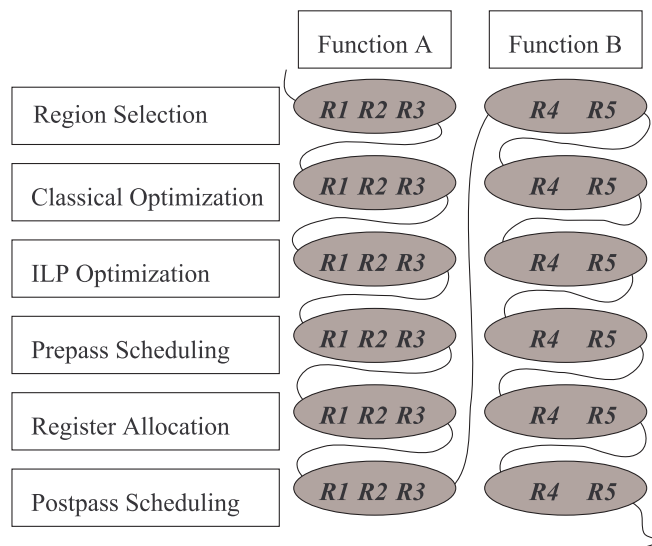 Function A Function B
Region Selection R1 R2 R3 R4 R5
Classical Optimization R1 R2 R3 R4 R5
ILP Optimization R1 R2 R3 R4 R5
Prepass Scheduling R1 R2 R3 R4 R5
Register Allocation R1 R2 R3 R4 R5
Postpass Scheduling R1 R2 R3 R4 R5